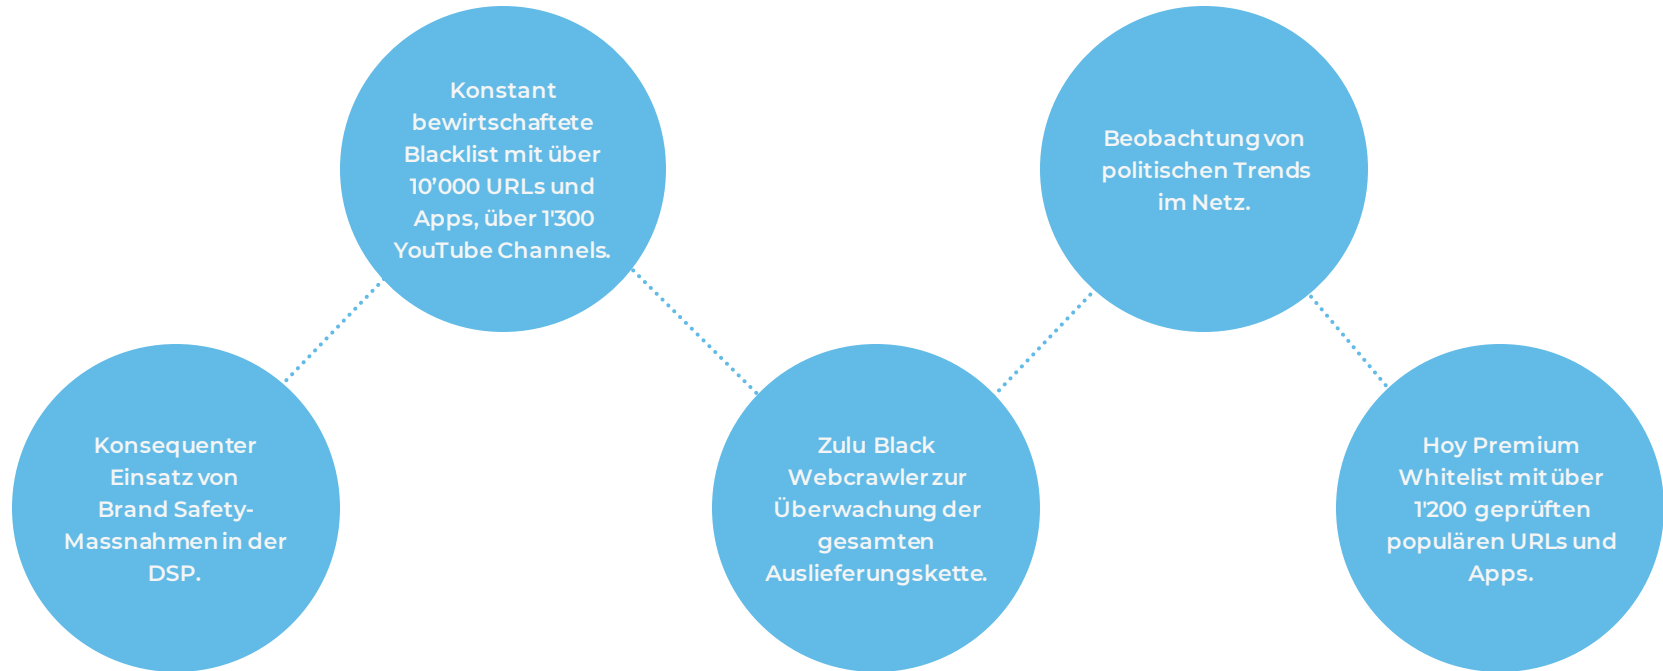 Konsequenter
Einsatz von
Brand Safety-
Massnahmen in der
DSP.
Konstant
bewirtschaftete
Blacklist mit über
10’000 URLs und
Apps, über 1'300
YouTube Channels.
Zulu Black
Webcrawler zur
Überwachung der
gesamten
Auslieferungskette.
Beobachtung von
politischen Trends
im Netz.
Hoy Premium
Whitelist mit über
1'200 geprüften
populären URLs und
Apps.